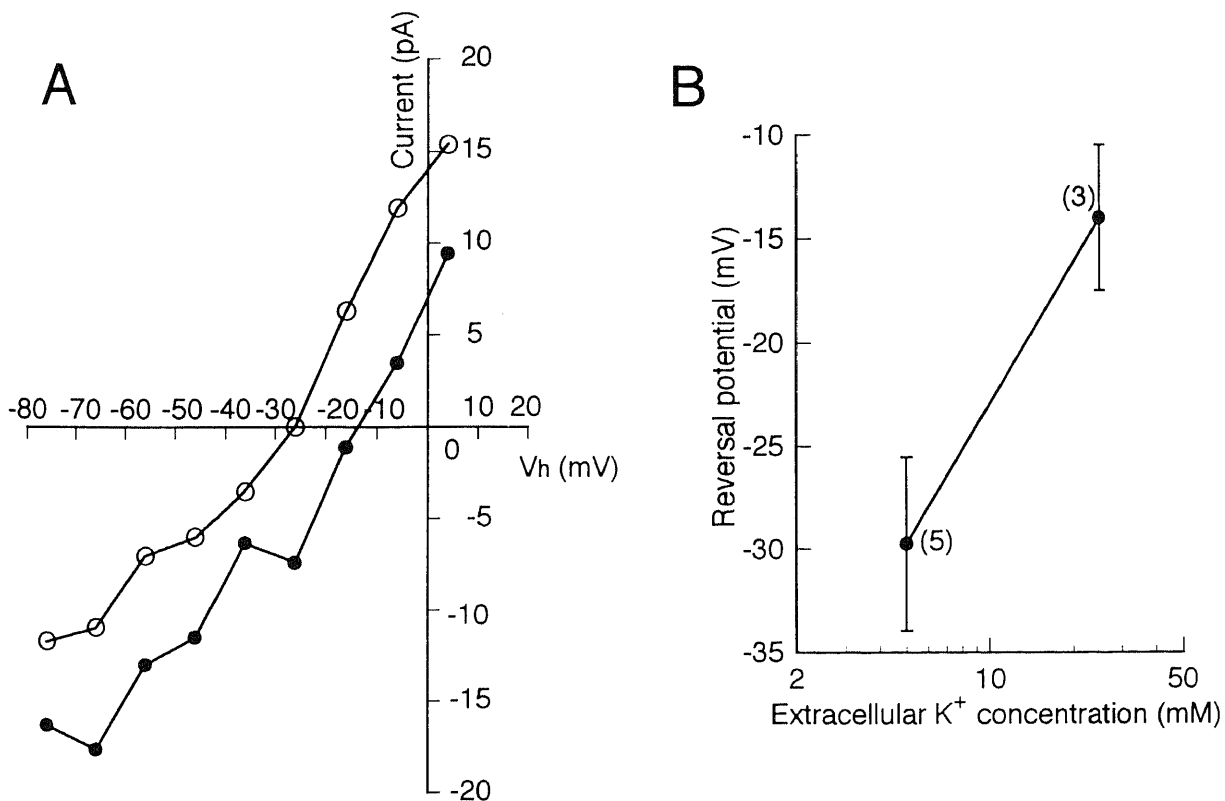 A
Current (pA)
20
15
10
5
-80 -70 -60 -50 -40 -30 -20 -10 10 20
0
Vh (mV)
-5
-10
-15
-20
B
Reversal potential (mV)
-10
-15
-20
-25
-30
-35
(3)
(5)
2 10 50
Extracellular K⁺ concentration (mM)